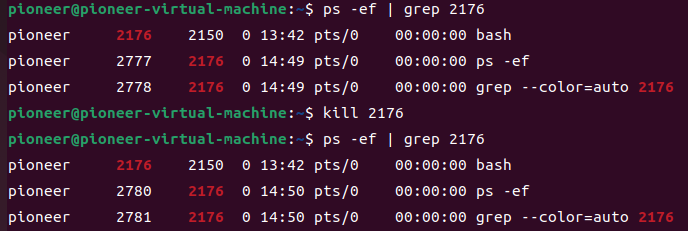 pioneer@pioneer-virtual-machine:~$ ps -ef | grep 2176
pioneer 2176 2150 0 13:42 pts/0 00:00:00 bash
pioneer 2777 2176 0 14:49 pts/0 00:00:00 ps -ef
pioneer 2778 2176 0 14:49 pts/0 00:00:00 grep --color=auto 2176
pioneer@pioneer-virtual-machine:~$ kill 2176
pioneer@pioneer-virtual-machine:~$ ps -ef | grep 2176
pioneer 2176 2150 0 13:42 pts/0 00:00:00 bash
pioneer 2780 2176 0 14:50 pts/0 00:00:00 ps -ef
pioneer 2781 2176 0 14:50 pts/0 00:00:00 grep --color=auto 2176